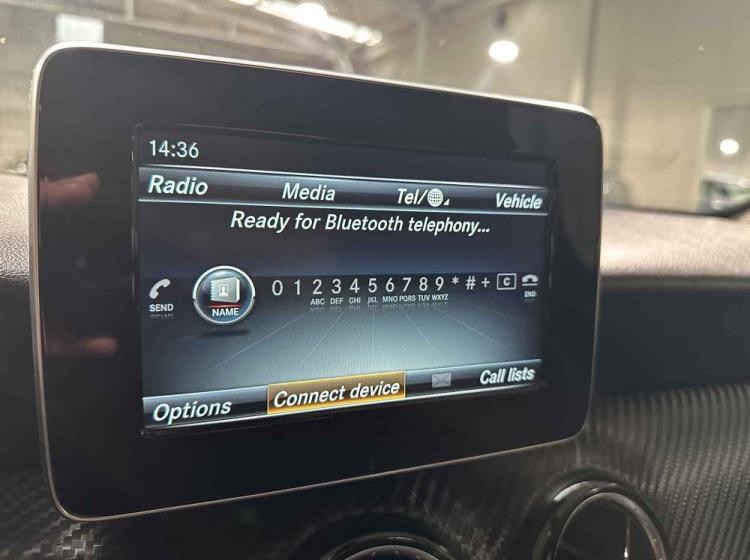 14:36
Radio Media Tel/ Vehicle
Ready for Bluetooth telephony...
SEND NAME 0 1 2 3 4 5 6 7 8 9 * # + C END
ABC DEF GHI JKL MNO PQRS TUV WXYZ
Options Connect device Call lists